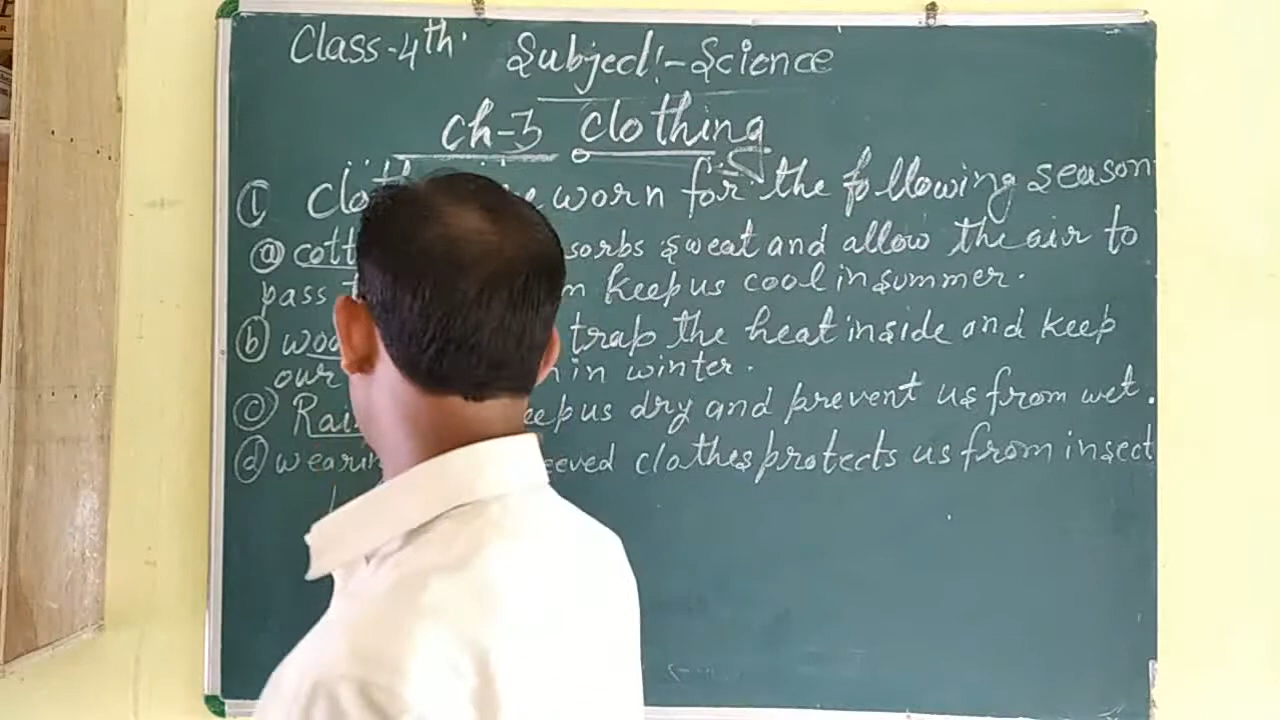 Class-4th. Subject:-Science
Ch-3 clothing
① worn for the following season
ⓐ sweat and allow the air to
pass keep us cool in summer.
ⓑ trap the heat inside and keep
our in winter.
ⓒ us dry and prevent us from wet.
ⓓ clothes protects us from insect